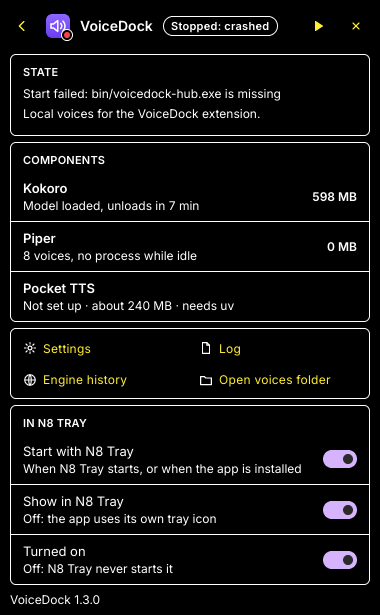 VoiceDock
Stopped: crashed
STATE
Start failed: bin/voicedock-hub.exe is missing
Local voices for the VoiceDock extension.
COMPONENTS
Kokoro
598 MB
Model loaded, unloads in 7 min
Piper
0 MB
8 voices, no process while idle
Pocket TTS
Not set up · about 240 MB · needs uv
Settings
Log
Engine history
Open voices folder
IN N8 TRAY
Start with N8 Tray
When N8 Tray starts, or when the app is installed
Show in N8 Tray
Off: the app uses its own tray icon
Turned on
Off: N8 Tray never starts it
VoiceDock 1.3.0